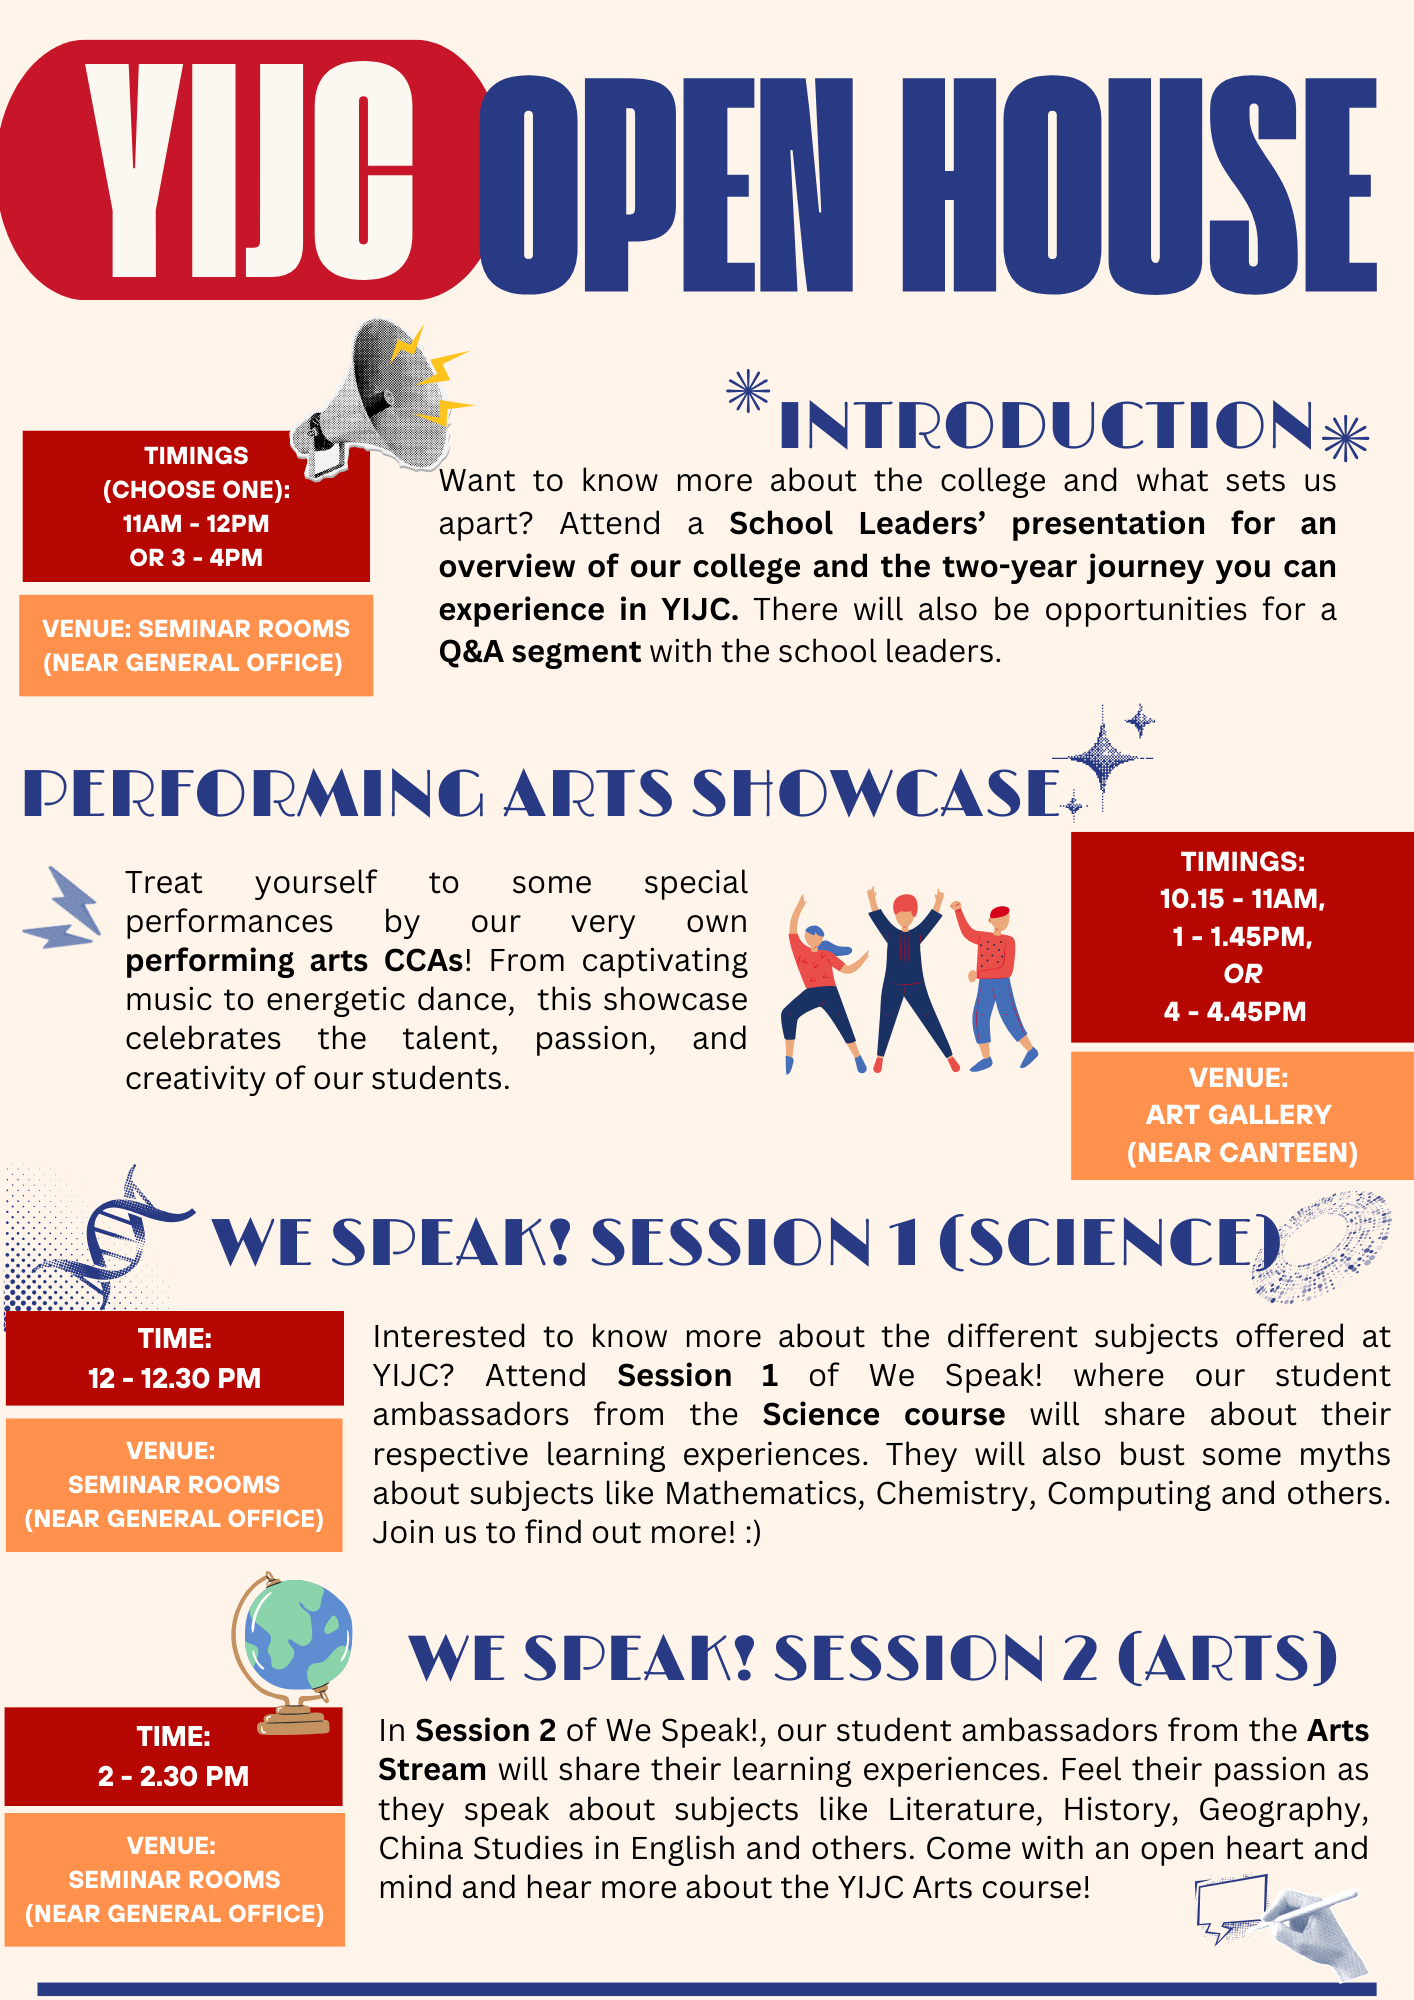 YIJC OPEN HOUSE
INTRODUCTION
TIMINGS
(CHOOSE ONE):
11AM - 12PM
OR 3 - 4PM
VENUE: SEMINAR ROOMS
(NEAR GENERAL OFFICE)
Want to know more about the college and what sets us
apart? Attend a School Leaders’ presentation for an
overview of our college and the two-year journey you can
experience in YIJC. There will also be opportunities for a
Q&A segment with the school leaders.
PERFORMING ARTS SHOWCASE
Treat yourself to some special
performances by our very own
performing arts CCAs! From captivating
music to energetic dance, this showcase
celebrates the talent, passion, and
creativity of our students.
TIMINGS:
10.15 - 11AM,
1 - 1.45PM,
OR
4 - 4.45PM
VENUE:
ART GALLERY
(NEAR CANTEEN)
WE SPEAK! SESSION 1 (SCIENCE)
TIME:
12 - 12.30 PM
VENUE:
SEMINAR ROOMS
(NEAR GENERAL OFFICE)
Interested to know more about the different subjects offered at
YIJC? Attend Session 1 of We Speak! where our student
ambassadors from the Science course will share about their
respective learning experiences. They will also bust some myths
about subjects like Mathematics, Chemistry, Computing and others.
Join us to find out more! :)
WE SPEAK! SESSION 2 (ARTS)
TIME:
2 - 2.30 PM
VENUE:
SEMINAR ROOMS
(NEAR GENERAL OFFICE)
In Session 2 of We Speak!, our student ambassadors from the Arts
Stream will share their learning experiences. Feel their passion as
they speak about subjects like Literature, History, Geography,
China Studies in English and others. Come with an open heart and
mind and hear more about the YIJC Arts course!